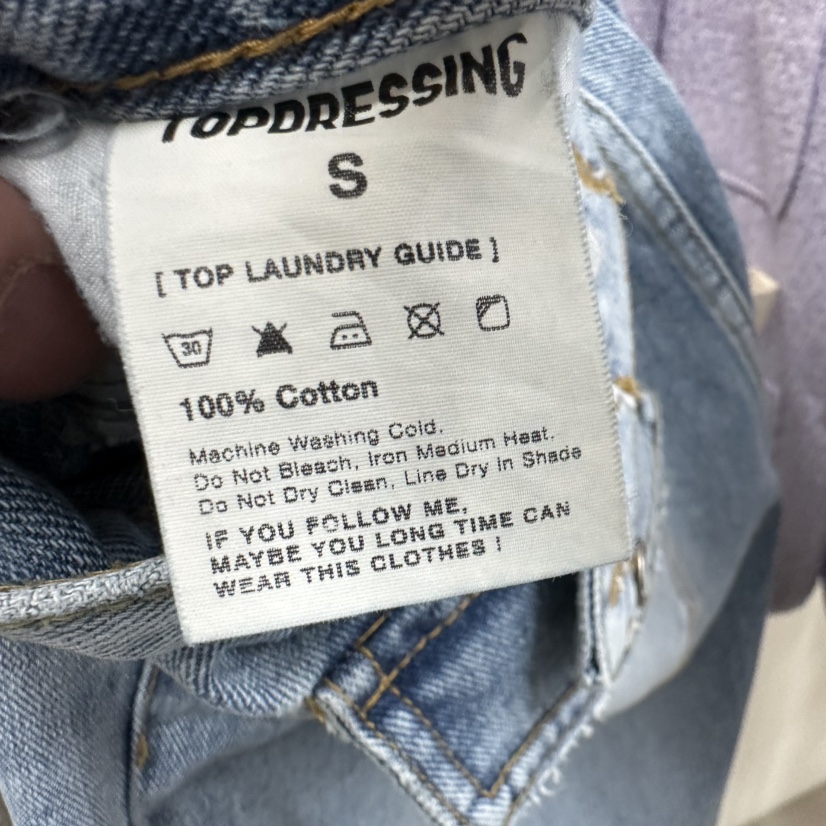 TOPDRESSING
S
[ TOP LAUNDRY GUIDE ]
30
100% Cotton
Machine Washing Cold.
Do Not Bleach, Iron Medium Heat.
Do Not Dry Clean, Line Dry In Shade
IF YOU FOLLOW ME,
MAYBE YOU LONG TIME CAN
WEAR THIS CLOTHES !